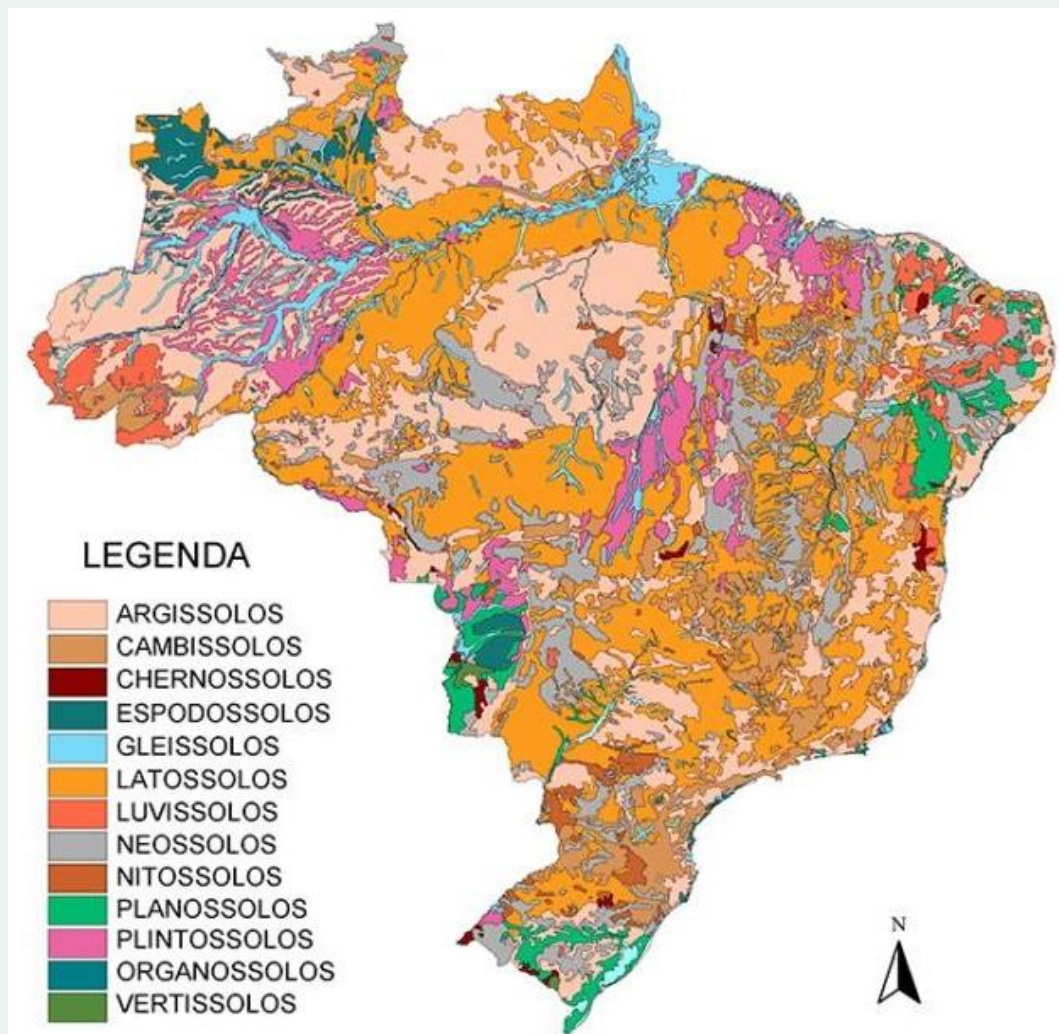 LEGENDA
ARGISSOLOS
CAMBISSOLOS
CHERNOSSOLOS
ESPODOSSOLOS
GLEISSOLOS
LATOSSOLOS
LUVISSOLOS
NEOSSOLOS
NITOSSOLOS
PLANOSSOLOS
PLINTOSSOLOS
ORGANOSSOLOS
VERTISSOLOS
N